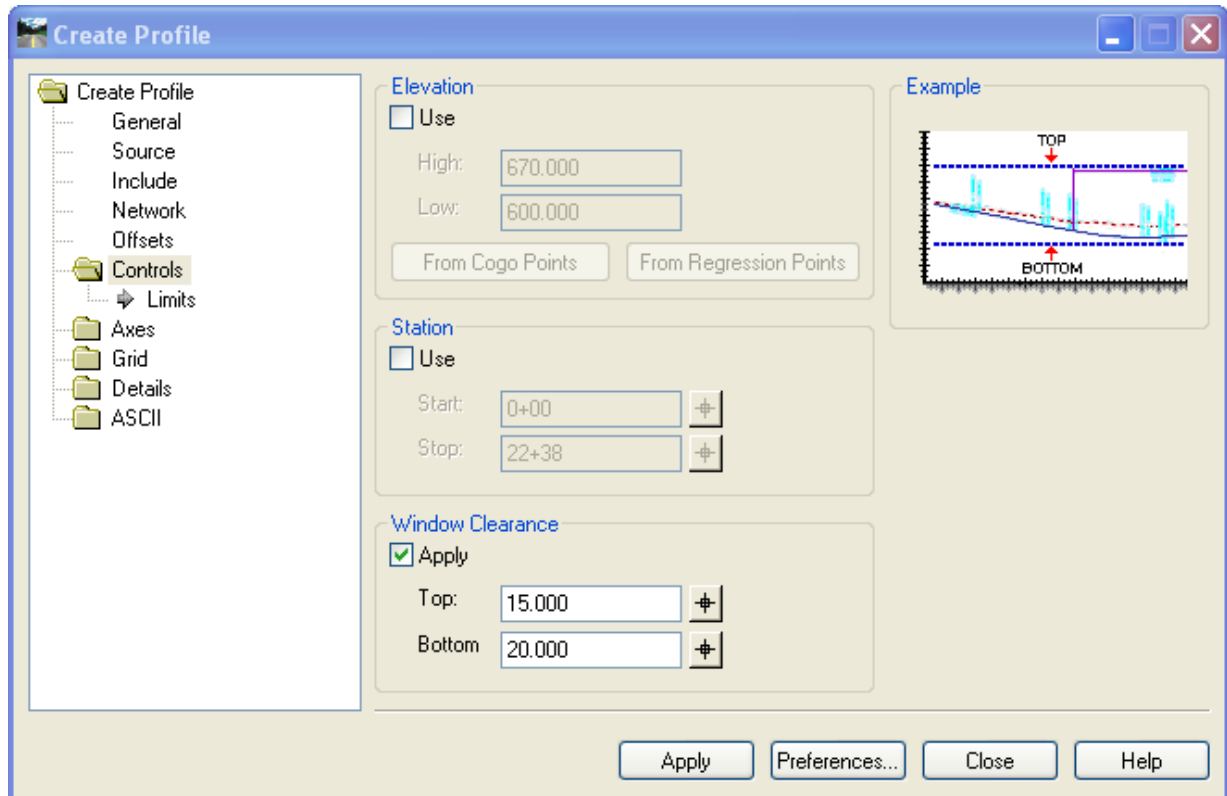 Create Profile
Create Profile
General
Source
Include
Network
Offsets
Controls
Limits
Axes
Grid
Details
ASCII
Elevation
Use
High: 670.000
Low: 600.000
From Cogo Points From Regression Points
Station
Use
Start: 0+00
Stop: 22+38
Window Clearance
Apply
Top: 15.000
Bottom 20.000
Example
TOP
BOTTOM
Apply Preferences... Close Help